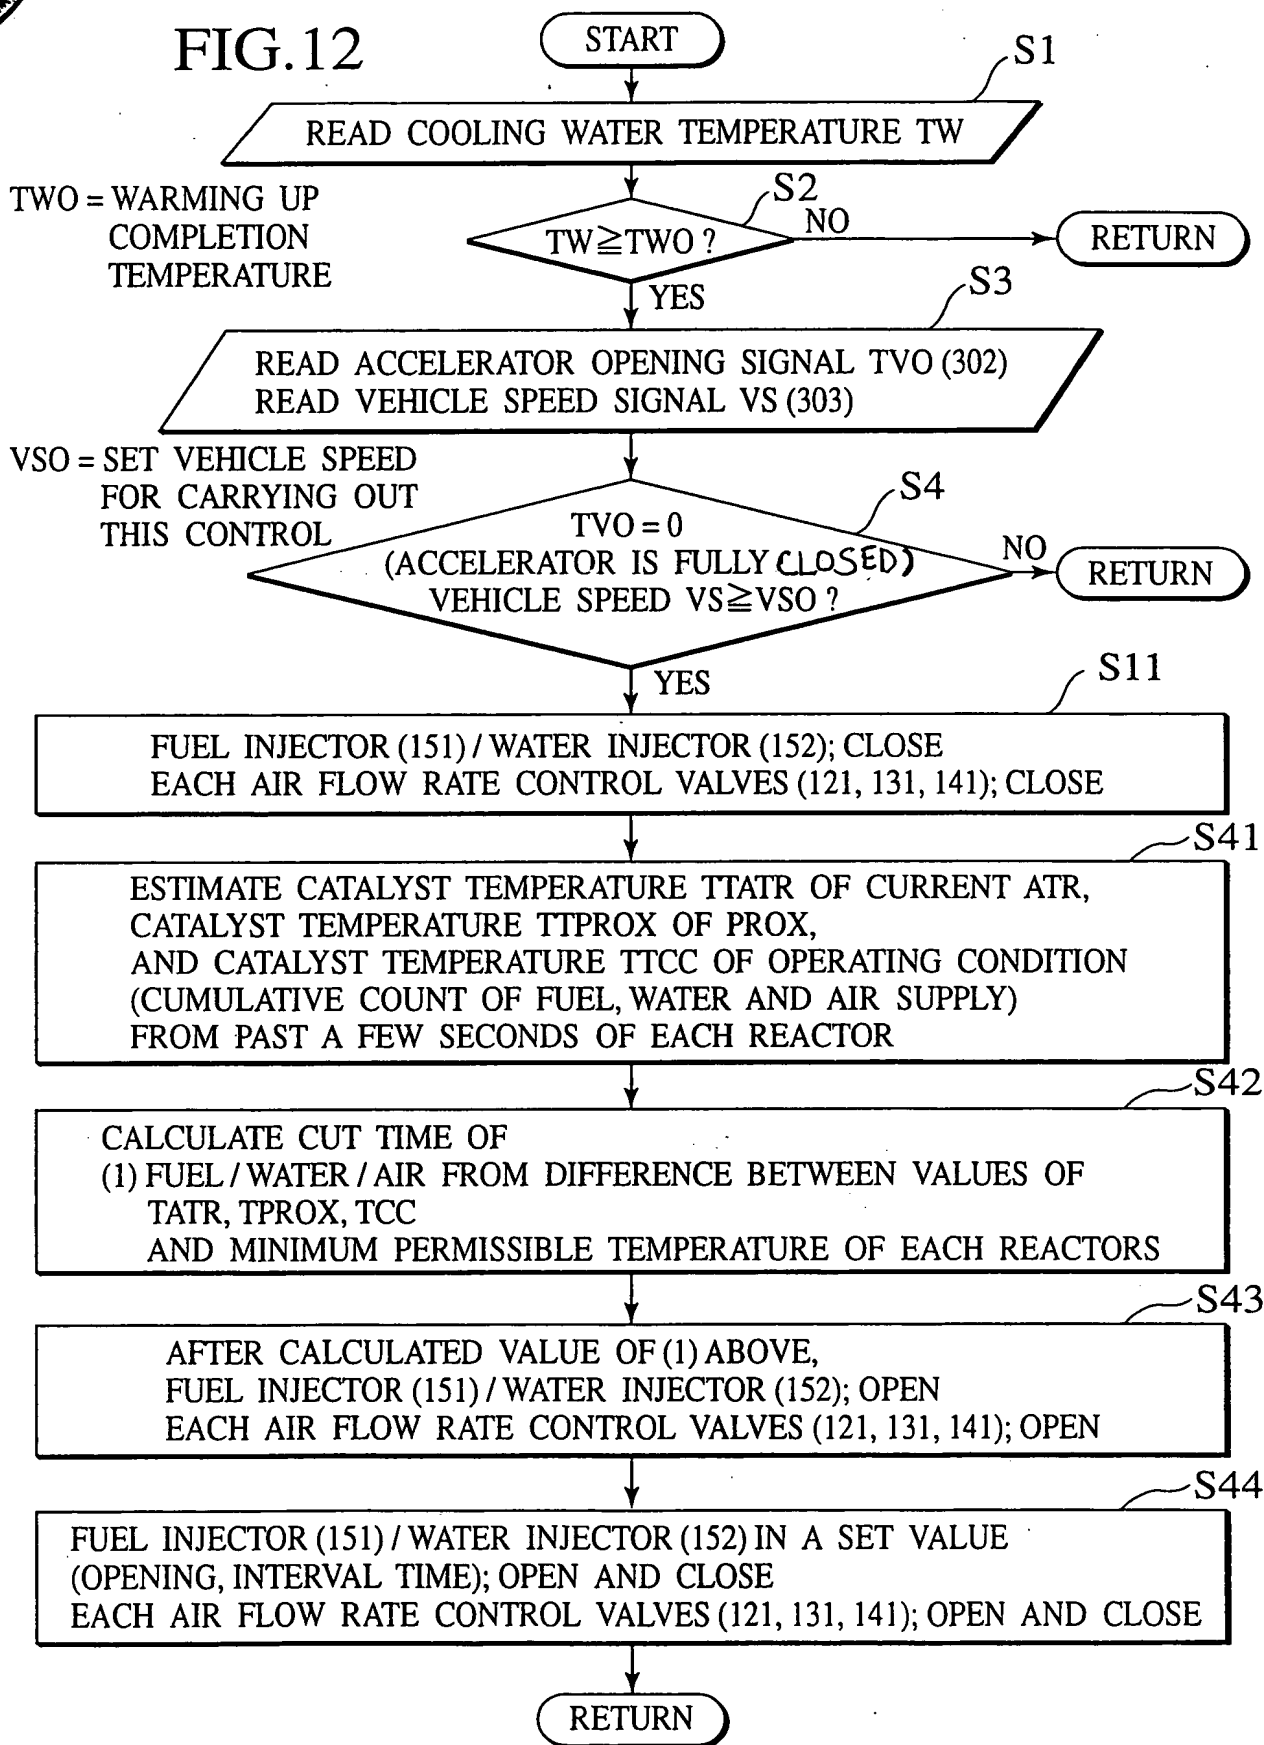 FIG.12
START
S1
READ COOLING WATER TEMPERATURE TW
TWO = WARMING UP
COMPLETION
TEMPERATURE
S2
TW≧TWO ?
NO
RETURN
YES
S3
READ ACCELERATOR OPENING SIGNAL TVO (302)
READ VEHICLE SPEED SIGNAL VS (303)
VSO = SET VEHICLE SPEED
FOR CARRYING OUT
THIS CONTROL
S4
TVO = 0
(ACCELERATOR IS FULLY CLOSED)
VEHICLE SPEED VS≧VSO ?
NO
RETURN
YES
S11
FUEL INJECTOR (151) / WATER INJECTOR (152); CLOSE
EACH AIR FLOW RATE CONTROL VALVES (121, 131, 141); CLOSE
S41
ESTIMATE CATALYST TEMPERATURE TTATR OF CURRENT ATR,
CATALYST TEMPERATURE TTPROX OF PROX,
AND CATALYST TEMPERATURE TTCC OF OPERATING CONDITION
(CUMULATIVE COUNT OF FUEL, WATER AND AIR SUPPLY)
FROM PAST A FEW SECONDS OF EACH REACTOR
S42
CALCULATE CUT TIME OF
(1) FUEL / WATER / AIR FROM DIFFERENCE BETWEEN VALUES OF
TATR, TPROX, TCC
AND MINIMUM PERMISSIBLE TEMPERATURE OF EACH REACTORS
S43
AFTER CALCULATED VALUE OF (1) ABOVE,
FUEL INJECTOR (151) / WATER INJECTOR (152); OPEN
EACH AIR FLOW RATE CONTROL VALVES (121, 131, 141); OPEN
S44
FUEL INJECTOR (151) / WATER INJECTOR (152) IN A SET VALUE
(OPENING, INTERVAL TIME); OPEN AND CLOSE
EACH AIR FLOW RATE CONTROL VALVES (121, 131, 141); OPEN AND CLOSE
RETURN